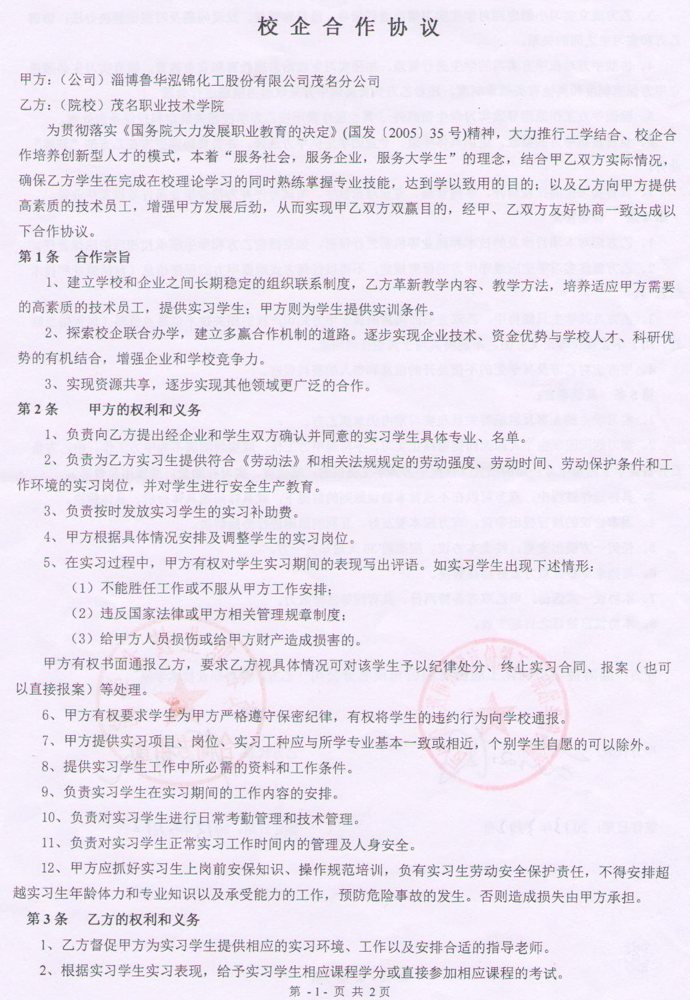 校企合作协议
甲方：（公司）淄博鲁华泓锦化工股份有限公司茂名分公司
乙方：（院校）茂名职业技术学院
为贯彻落实《国务院大力发展职业教育的决定》(国发〔2005〕35 号)精神，大力推行工学结合、校企合
作培养创新型人才的模式，本着“服务社会，服务企业，服务大学生”的理念，结合甲乙双方实际情况，
确保乙方学生在完成在校理论学习的同时熟练掌握专业技能，达到学以致用的目的；以及乙方向甲方提供
高素质的技术员工，增强甲方发展后劲，从而实现甲乙双方双赢目的，经甲、乙双方友好协商一致达成以
下合作协议。
第 1 条 合作宗旨
1、建立学校和企业之间长期稳定的组织联系制度，乙方革新教学内容、教学方法，培养适应甲方需要
的高素质的技术员工，提供实习学生；甲方则为学生提供实训条件。
2、探索校企联合办学，建立多赢合作机制的道路。逐步实现企业技术、资金优势与学校人才、科研优
势的有机结合，增强企业和学校竞争力。
3、实现资源共享，逐步实现其他领域更广泛的合作。
第 2 条 甲方的权利和义务
1、负责向乙方提出经企业和学生双方确认并同意的实习学生具体专业、名单。
2、负责为乙方实习生提供符合《劳动法》和相关法规规定的劳动强度、劳动时间、劳动保护条件和工
作环境的实习岗位，并对学生进行安全生产教育。
3、负责按时发放实习学生的实习补助费。
4、甲方根据具体情况安排及调整学生的实习岗位。
5、在实习过程中，甲方有权对学生实习期间的表现写出评语。如实习学生出现下述情形：
（1）不能胜任工作或不服从甲方工作安排；
（2）违反国家法律或甲方相关管理规章制度；
（3）给甲方人员损伤或给甲方财产造成损害的。
甲方有权书面通报乙方，要求乙方视具体情况可对该学生予以纪律处分、终止实习合同、报案（也可
以直接报案）等处理。
6、甲方有权要求学生为甲方严格遵守保密纪律，有权将学生的违约行为向学校通报。
7、甲方提供实习项目、岗位、实习工种应与所学专业基本一致或相近，个别学生自愿的可以除外。
8、提供实习学生工作中所必需的资料和工作条件。
9、负责实习学生在实习期间的工作内容的安排。
10、负责对实习学生进行日常考勤管理和技术管理。
11、负责对实习学生正常实习工作时间内的管理及人身安全。
12、甲方应抓好实习生上岗前安保知识、操作规范培训，负有实习生劳动安全保护责任，不得安排超
越实习生年龄体力和专业知识以及承受能力的工作，预防危险事故的发生。否则造成损失由甲方承担。
第 3 条 乙方的权利和义务
1、乙方督促甲方为实习学生提供相应的实习环境、工作以及安排合适的指导老师。
2、根据实习学生实习表现，给予实习学生相应课程学分或直接参加相应课程的考试。
第 -1- 页 共 2 页